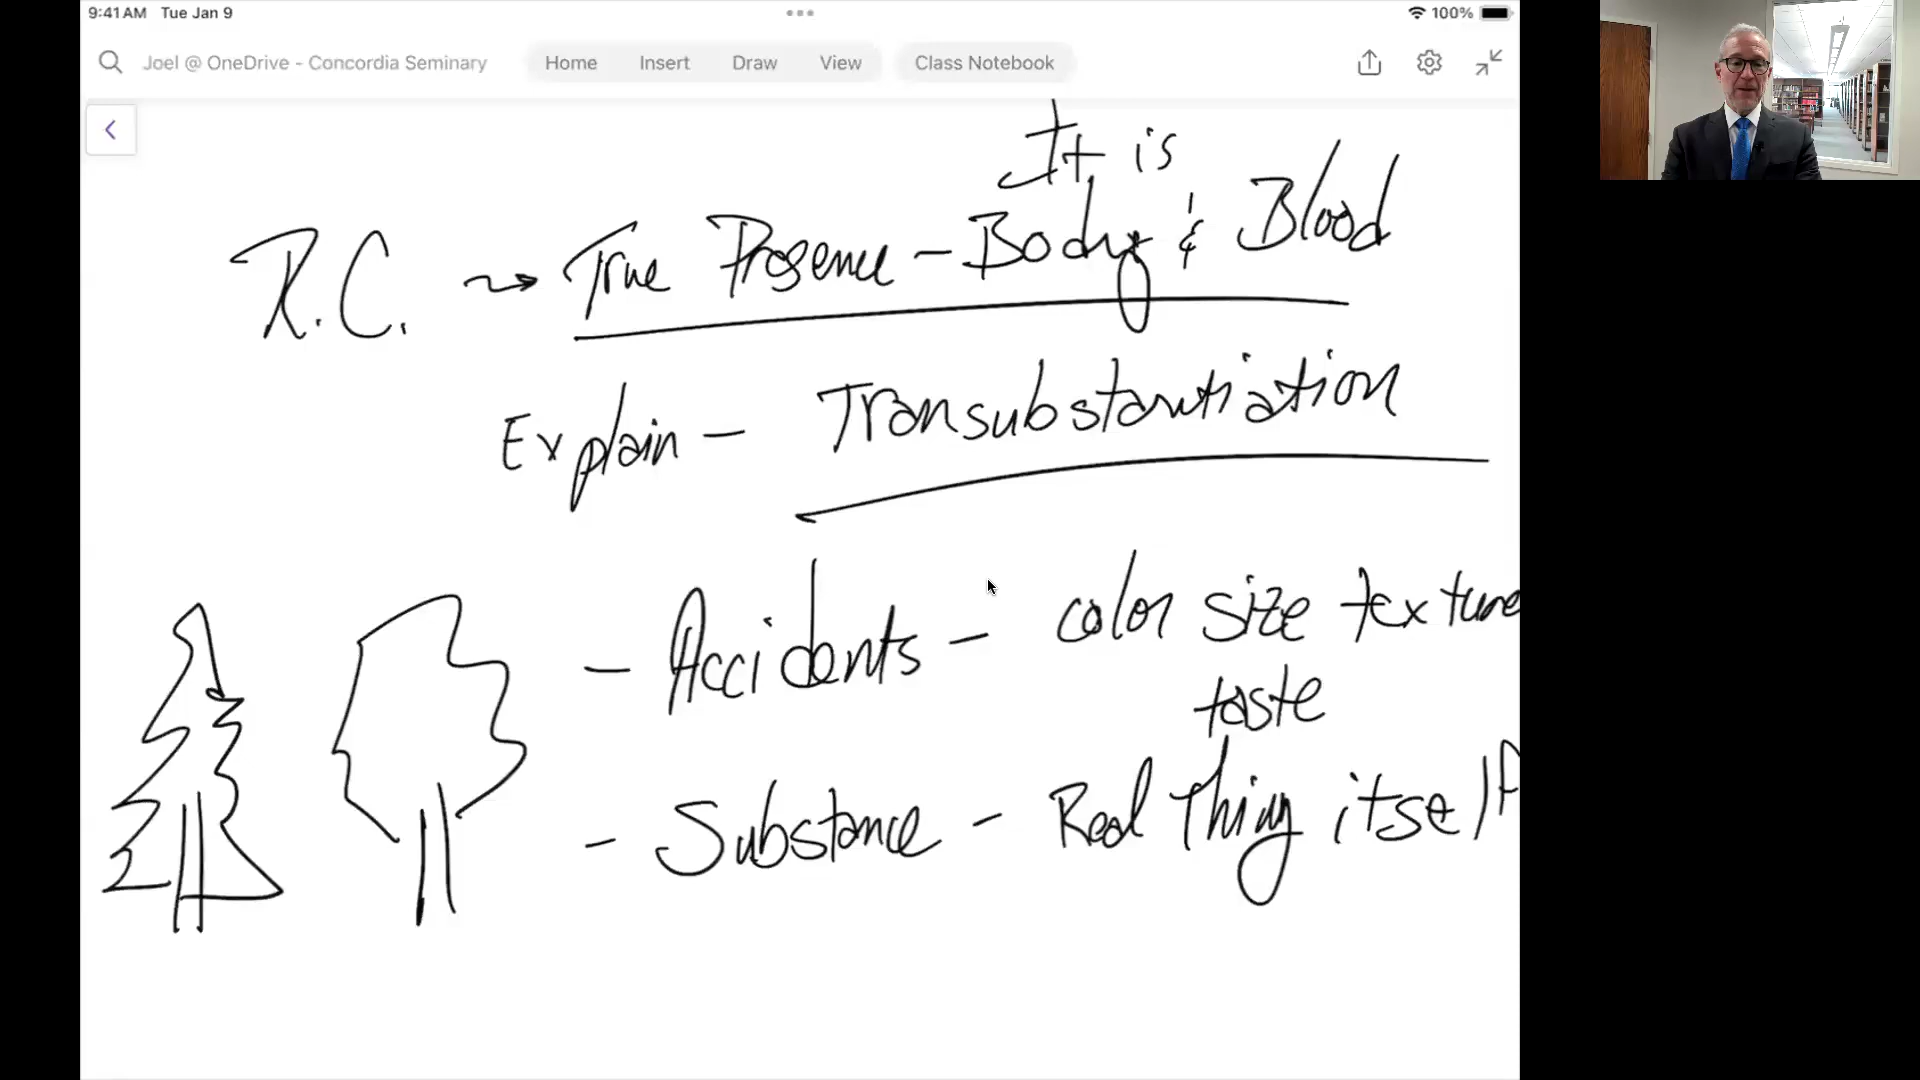 9:41 AM Tue Jan 9
100%
Joel @ OneDrive - Concordia Seminary
Home Insert Draw View Class Notebook
It is
R.C. → True Presence - Body & Blood
Explain - Transubstantiation
- Accidents - color size texture
taste
- Substance - Real Thing itself